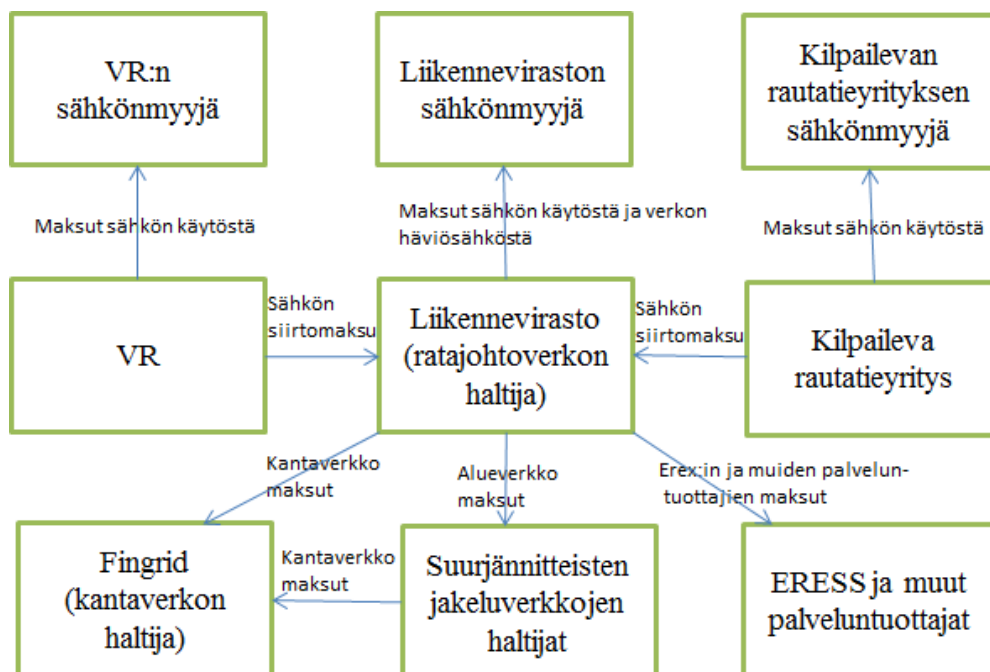 VR:n
sähkönmyyjä
Liikenneviraston
sähkönmyyjä
Kilpailevan
rautatieyrityksen
sähkönmyyjä
Maksut sähkön käytöstä
Maksut sähkön käytöstä ja verkon
häviösähköstä
Maksut sähkön käytöstä
VR
Sähkön
siirtomaksu
Liikennevirasto
(ratajohtoverkon
haltija)
Sähkön
siirtomaksu
Kilpaileva
rautatieyritys
Kantaverkko
maksut
Alueverkko
maksut
Erex:in ja muiden palvelun-
tuottajien maksut
Fingrid
(kantaverkon
haltija)
Kantaverkko
maksut
Suurjännitteisten
jakeluverkkojen
haltijat
ERESS ja muut
palveluntuottajat